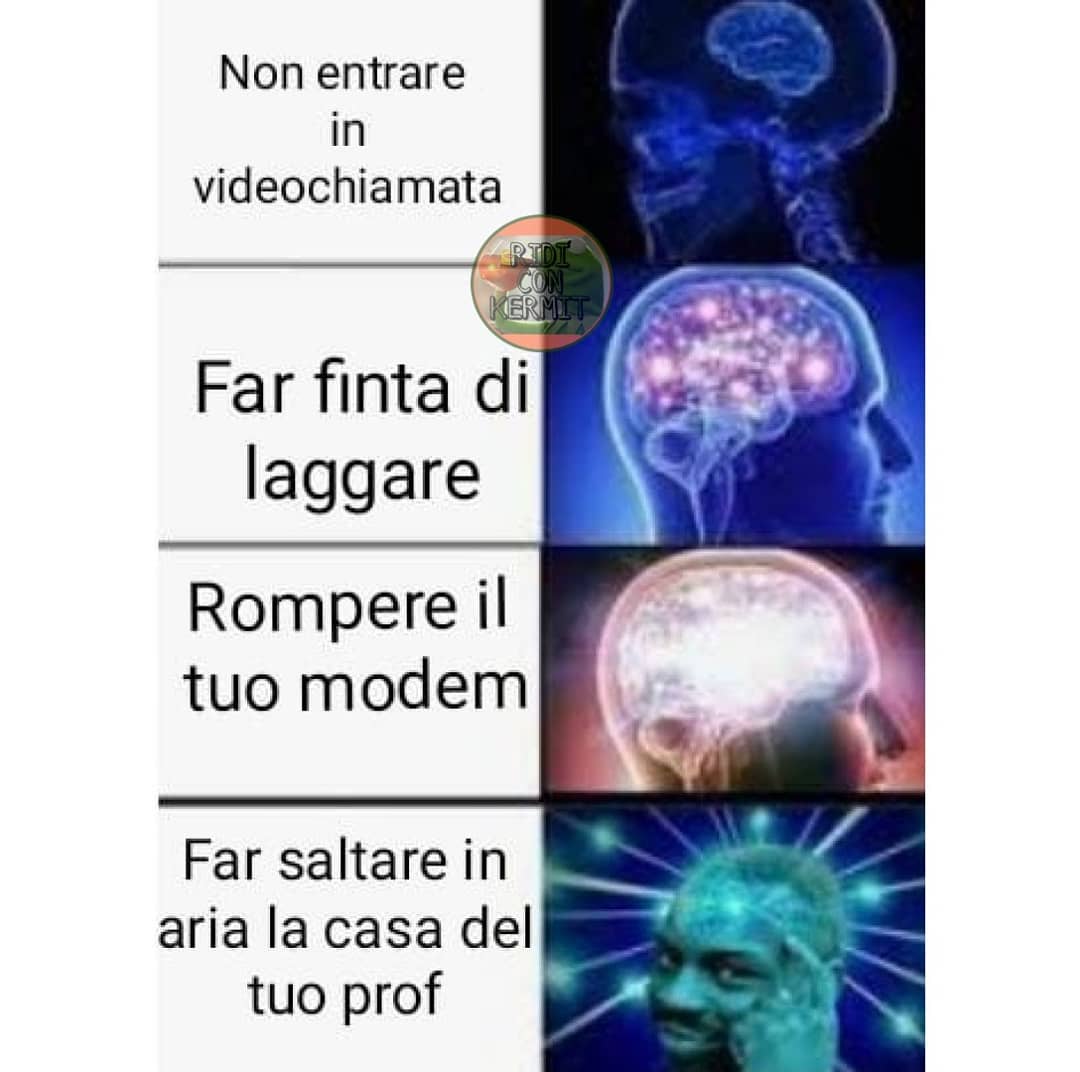 Non entrare
in
videochiamata
RIDI
CON
KERMIT
Far finta di
laggare
Rompere il
tuo modem
Far saltare in
aria la casa del
tuo prof